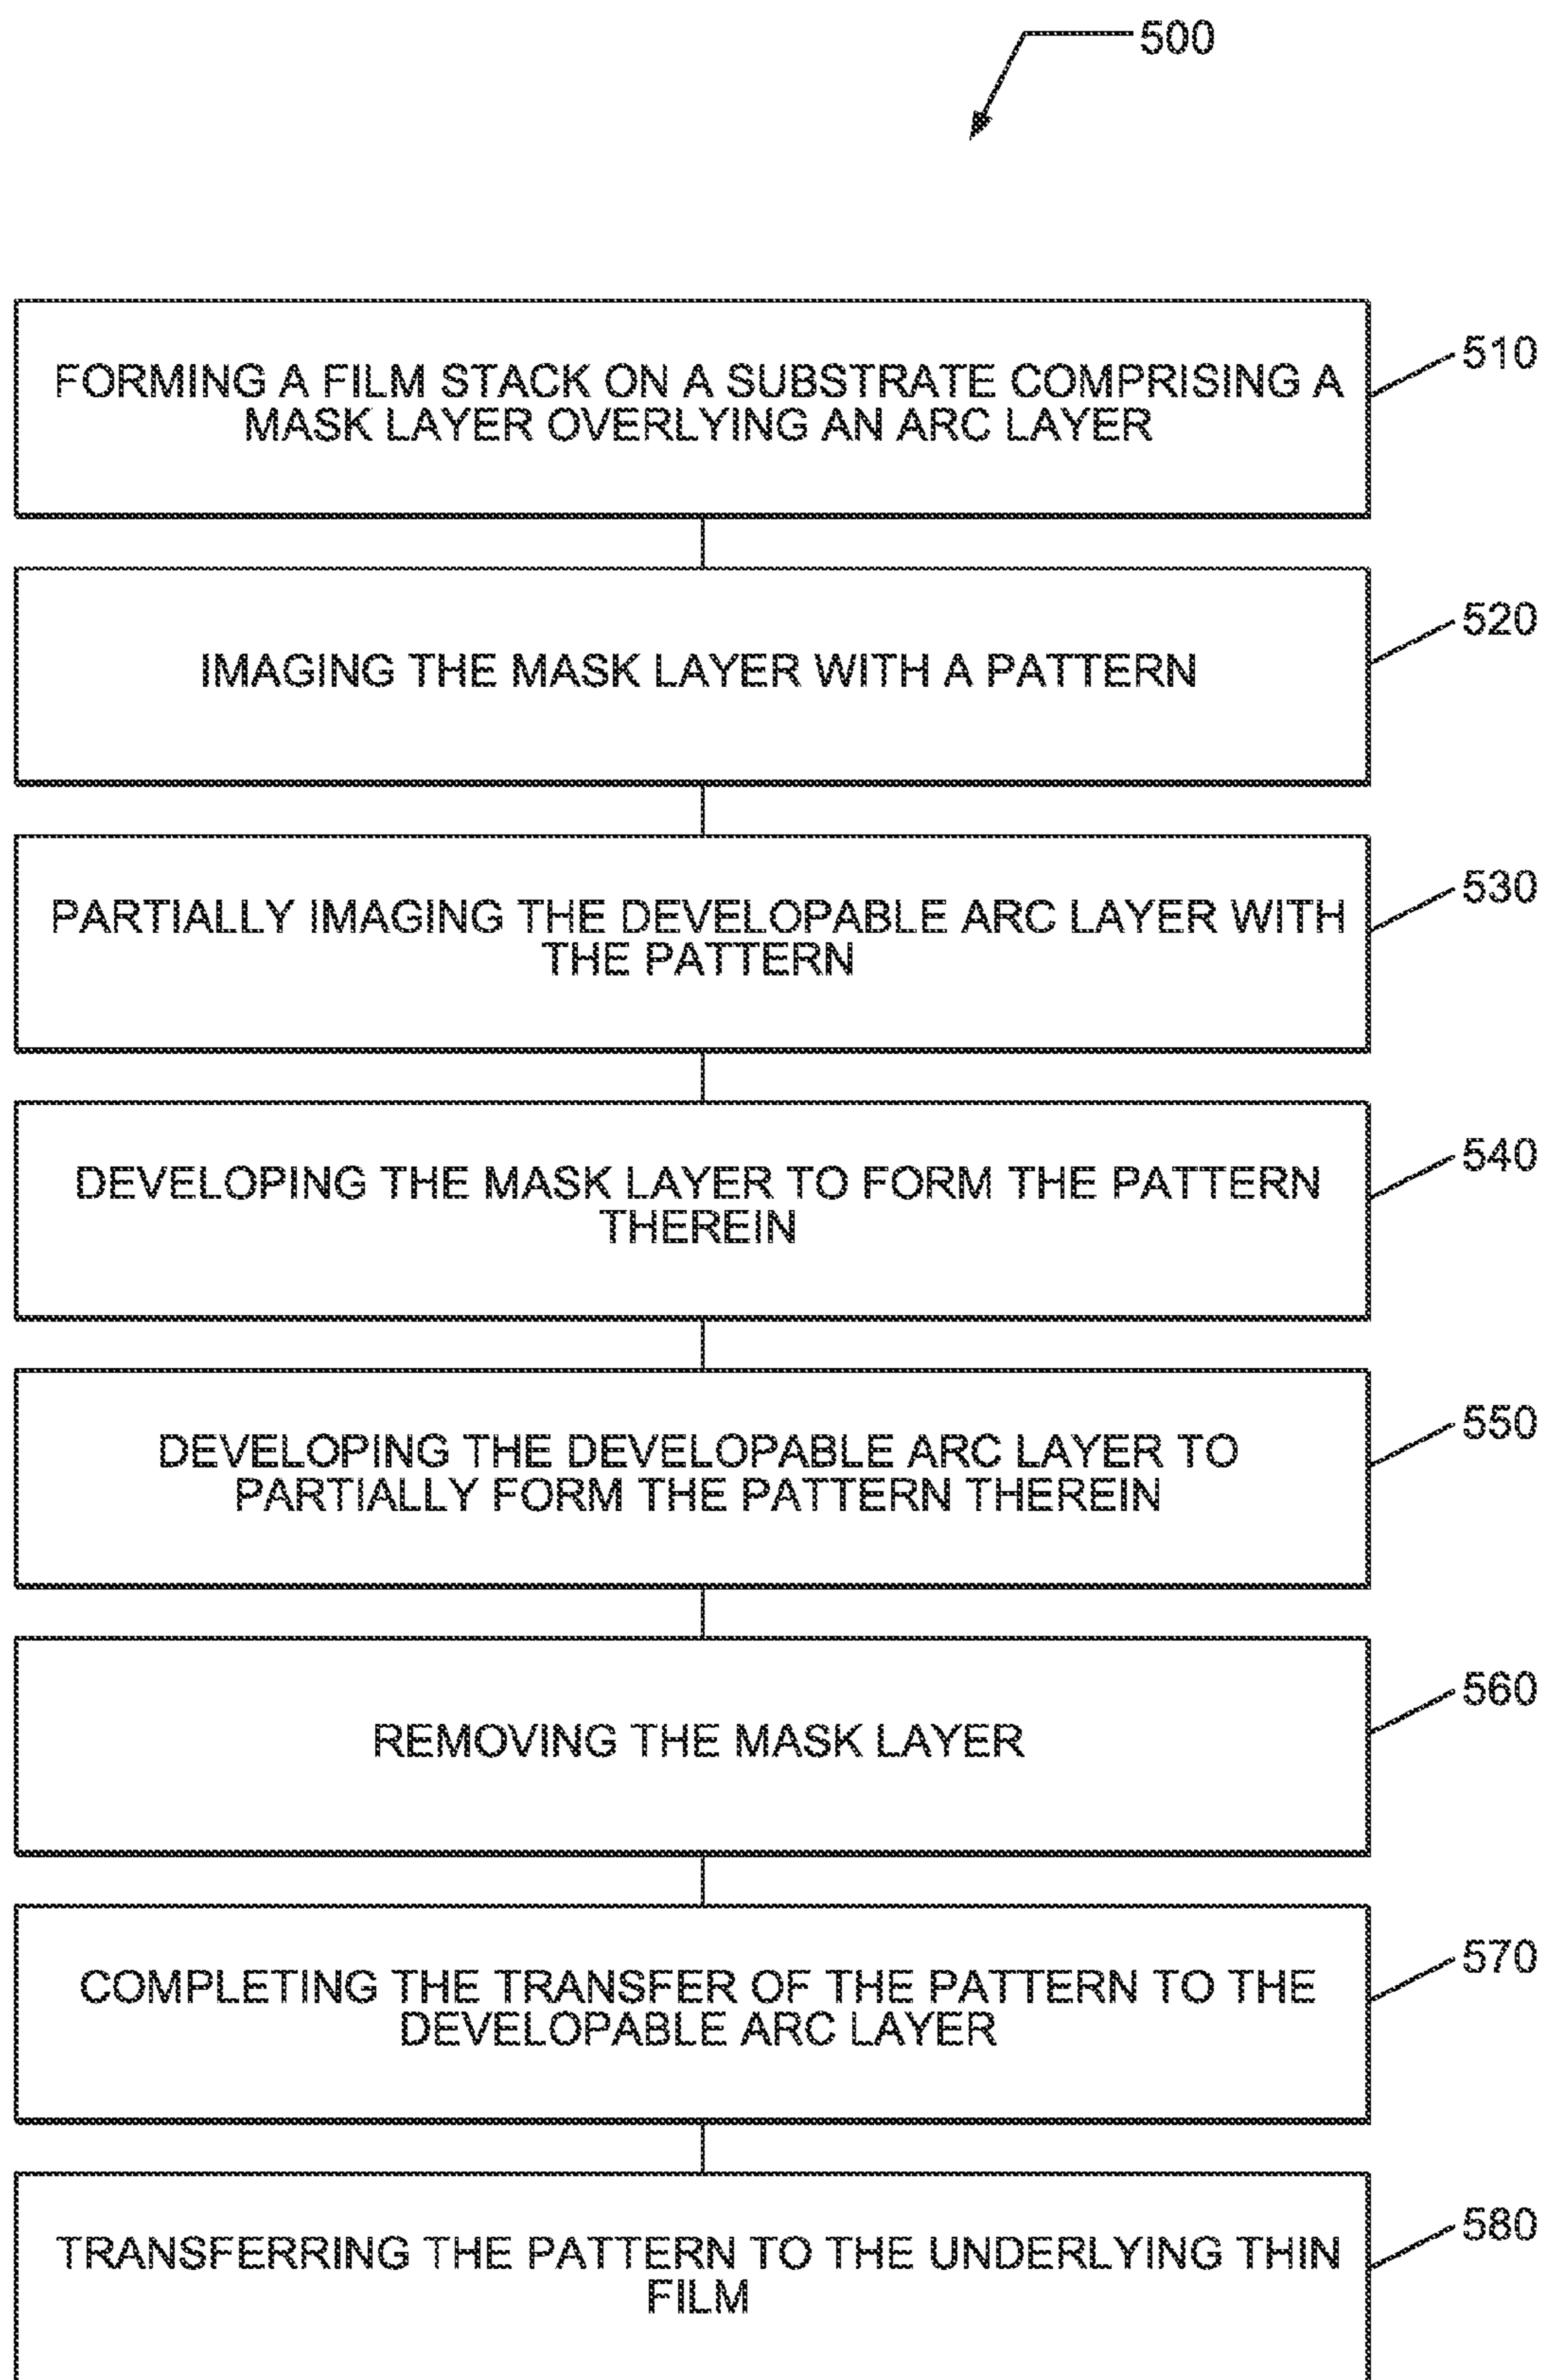 500
FORMING A FILM STACK ON A SUBSTRATE COMPRISING A
MASK LAYER OVERLYING AN ARC LAYER
510
IMAGING THE MASK LAYER WITH A PATTERN
520
PARTIALLY IMAGING THE DEVELOPABLE ARC LAYER WITH
THE PATTERN
530
DEVELOPING THE MASK LAYER TO FORM THE PATTERN
THEREIN
540
DEVELOPING THE DEVELOPABLE ARC LAYER TO
PARTIALLY FORM THE PATTERN THEREIN
550
REMOVING THE MASK LAYER
560
COMPLETING THE TRANSFER OF THE PATTERN TO THE
DEVELOPABLE ARC LAYER
570
TRANSFERRING THE PATTERN TO THE UNDERLYING THIN
FILM
580